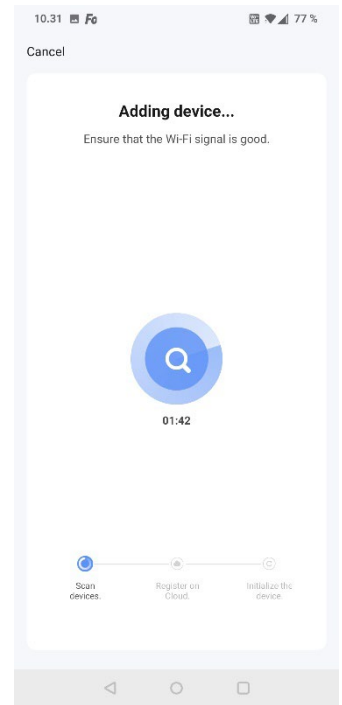 10.31 Fo 77 %
Cancel
Adding device...
Ensure that the Wi-Fi signal is good.
01:42
Scan Register on Initialize the
devices. Cloud. device.